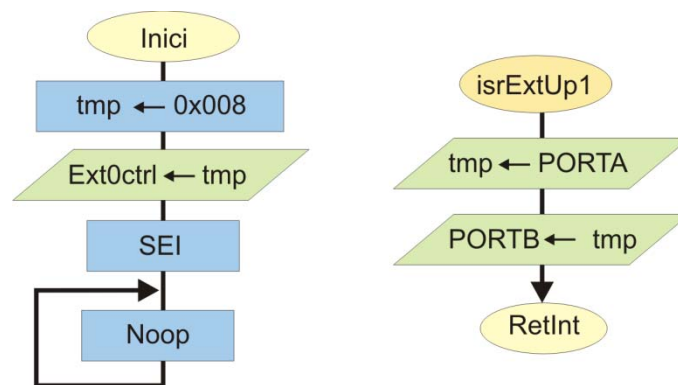 Inici
tmp ← 0x008
Ext0ctrl ← tmp
SEI
Noop
isrExtUp1
tmp ← PORTA
PORTB ← tmp
RetInt